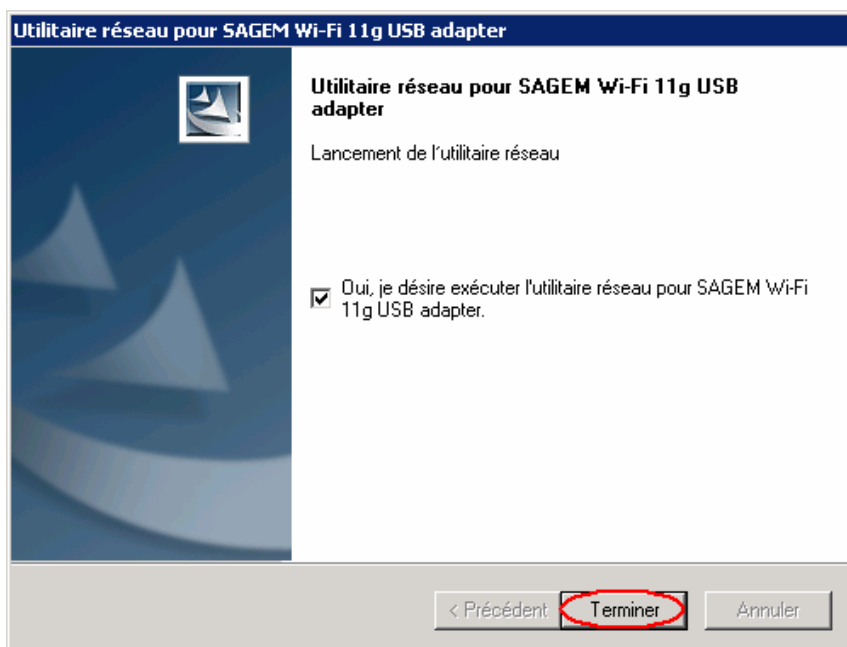 Utilitaire réseau pour SAGEM Wi-Fi 11g USB adapter
Utilitaire réseau pour SAGEM Wi-Fi 11g USB
adapter
Lancement de l'utilitaire réseau
Oui, je désire exécuter l'utilitaire réseau pour SAGEM Wi-Fi
11g USB adapter.
< Précédent
Terminer
Annuler